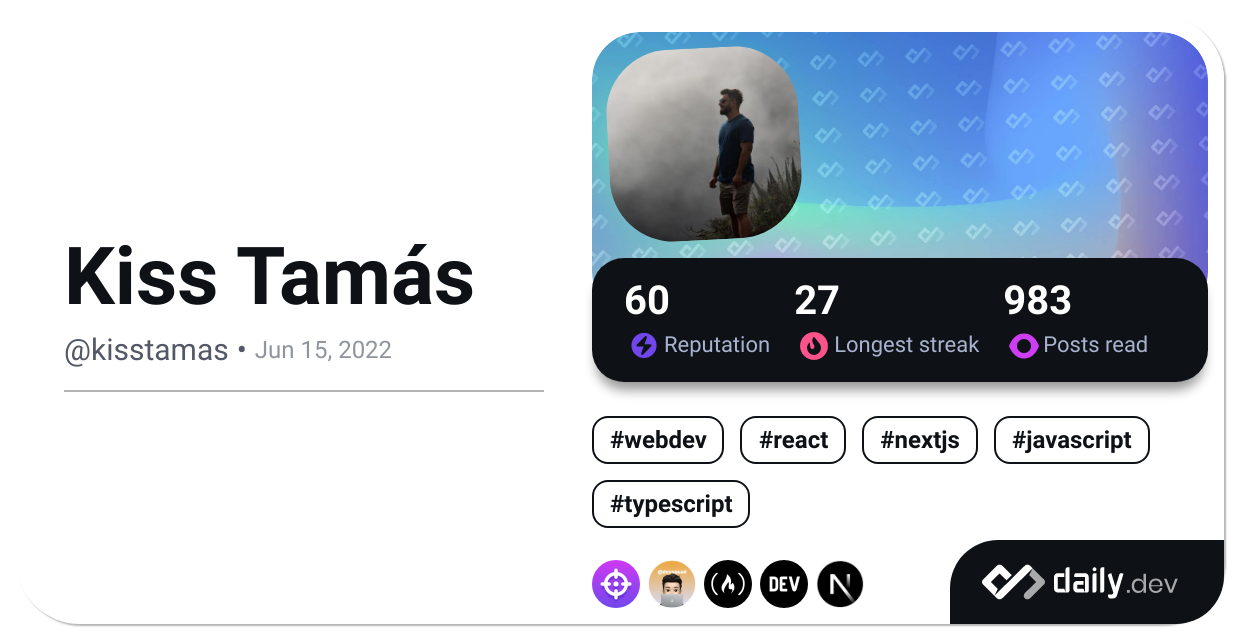 Kiss Tamás
@kisstamas • Jun 15, 2022
60 27 983
Reputation Longest streak Posts read
#webdev #react #nextjs #javascript
#typescript
DEV N
daily.dev